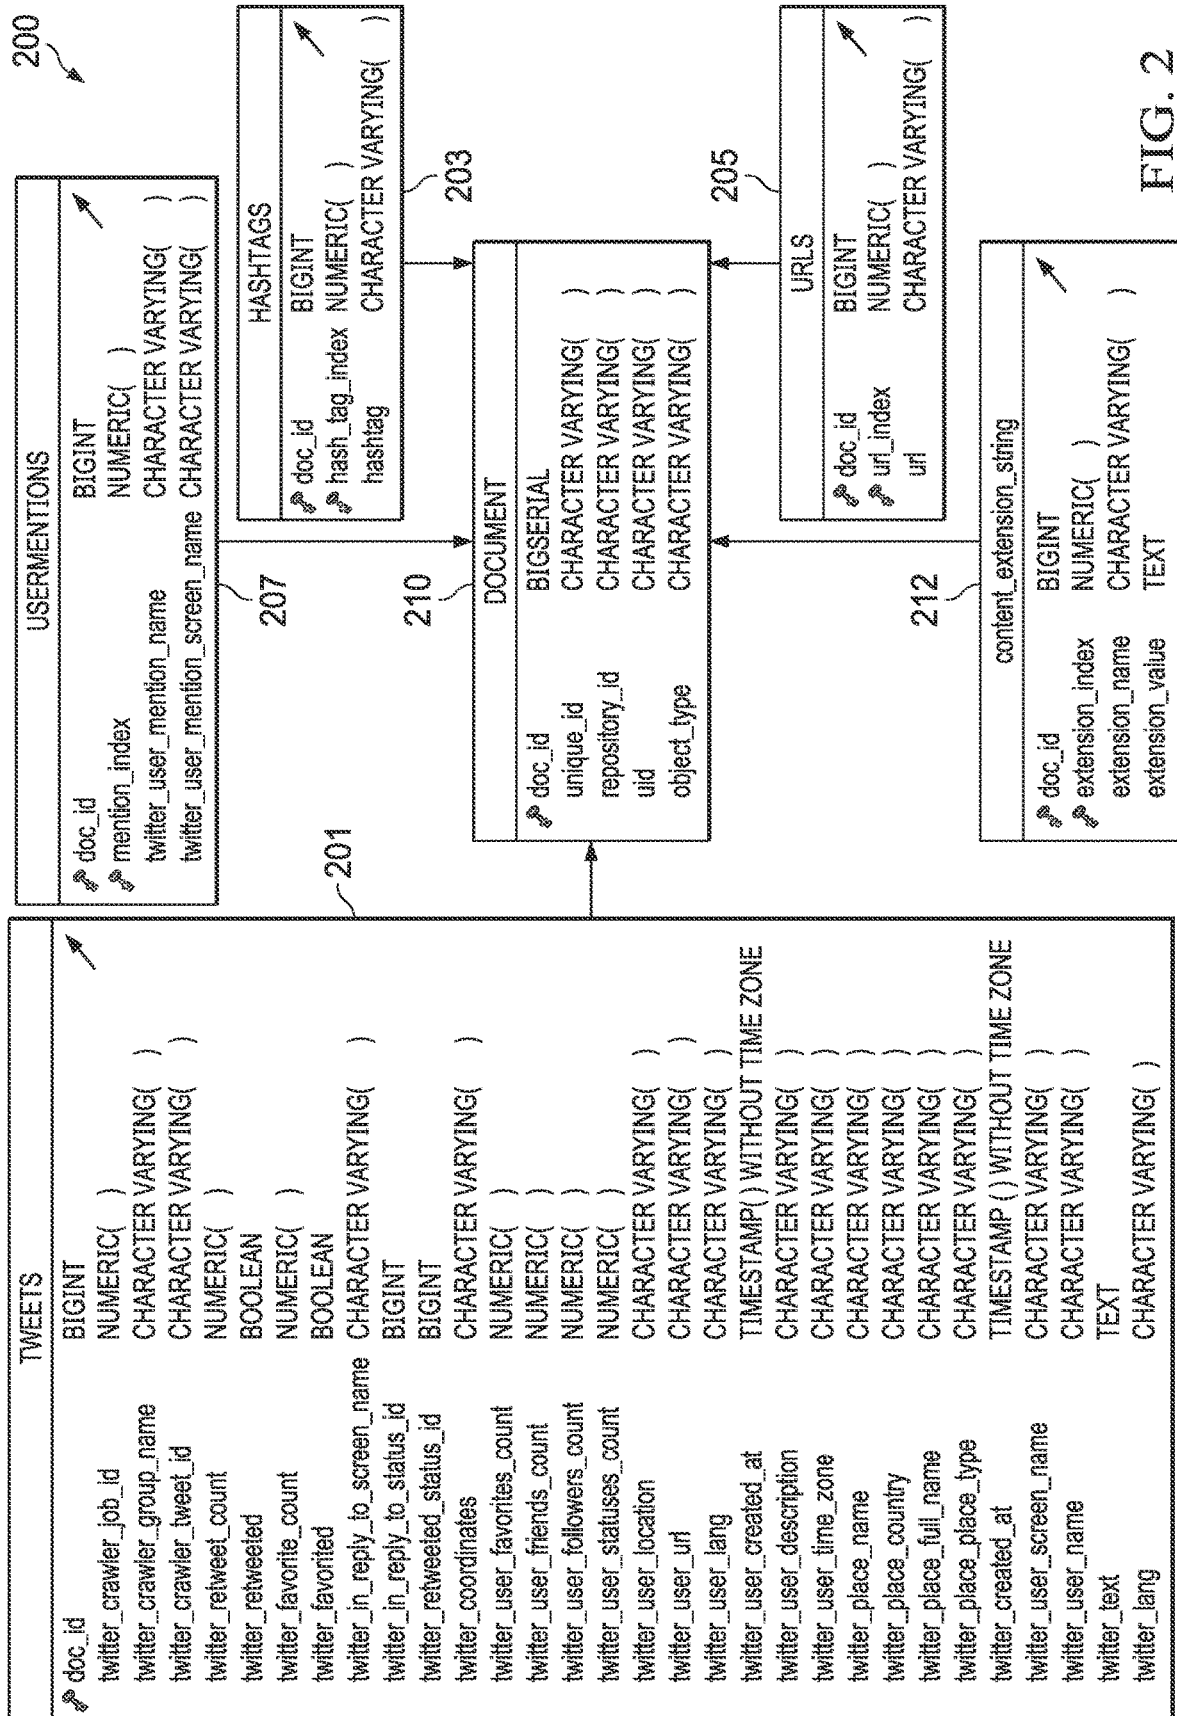 200
TWEETS
doc_id BIGINT
twitter_crawler_job_id NUMERIC( )
twitter_crawler_group_name CHARACTER VARYING( )
twitter_crawler_tweet_id CHARACTER VARYING( )
twitter_retweet_count NUMERIC( )
twitter_retweeted BOOLEAN
twitter_favorite_count NUMERIC( )
twitter_favorited BOOLEAN
twitter_in_reply_to_screen_name CHARACTER VARYING( )
twitter_in_reply_to_status_id BIGINT
twitter_retweeted_status_id BIGINT
twitter_coordinates CHARACTER VARYING( )
twitter_user_favorites_count NUMERIC( )
twitter_user_friends_count NUMERIC( )
twitter_user_followers_count NUMERIC( )
twitter_user_statuses_count NUMERIC( )
twitter_user_location CHARACTER VARYING( )
twitter_user_url CHARACTER VARYING( )
twitter_user_lang CHARACTER VARYING( )
twitter_user_created_at TIMESTAMP() WITHOUT TIME ZONE
twitter_user_description CHARACTER VARYING( )
twitter_user_time_zone CHARACTER VARYING( )
twitter_place_name CHARACTER VARYING( )
twitter_place_country CHARACTER VARYING( )
twitter_place_full_name CHARACTER VARYING( )
twitter_place_place_type CHARACTER VARYING( )
twitter_created_at TIMESTAMP ( ) WITHOUT TIME ZONE
twitter_user_screen_name CHARACTER VARYING( )
twitter_user_name CHARACTER VARYING( )
twitter_text TEXT
twitter_lang CHARACTER VARYING( )
201
USERMENTIONS
doc_id BIGINT
mention_index NUMERIC( )
twitter_user_mention_name CHARACTER VARYING( )
twitter_user_mention_screen_name CHARACTER VARYING( )
207
HASHTAGS
doc_id BIGINT
hash_tag_index NUMERIC( )
hashtag CHARACTER VARYING( )
203
210
DOCUMENT
doc_id BIGSERIAL
unique_id CHARACTER VARYING( )
repository_id CHARACTER VARYING( )
uid CHARACTER VARYING( )
object_type CHARACTER VARYING( )
205
URLS
doc_id BIGINT
url_index NUMERIC( )
url CHARACTER VARYING( )
212
content_extension_string
doc_id BIGINT
extension_index NUMERIC( )
extension_name CHARACTER VARYING( )
extension_value TEXT
FIG. 2